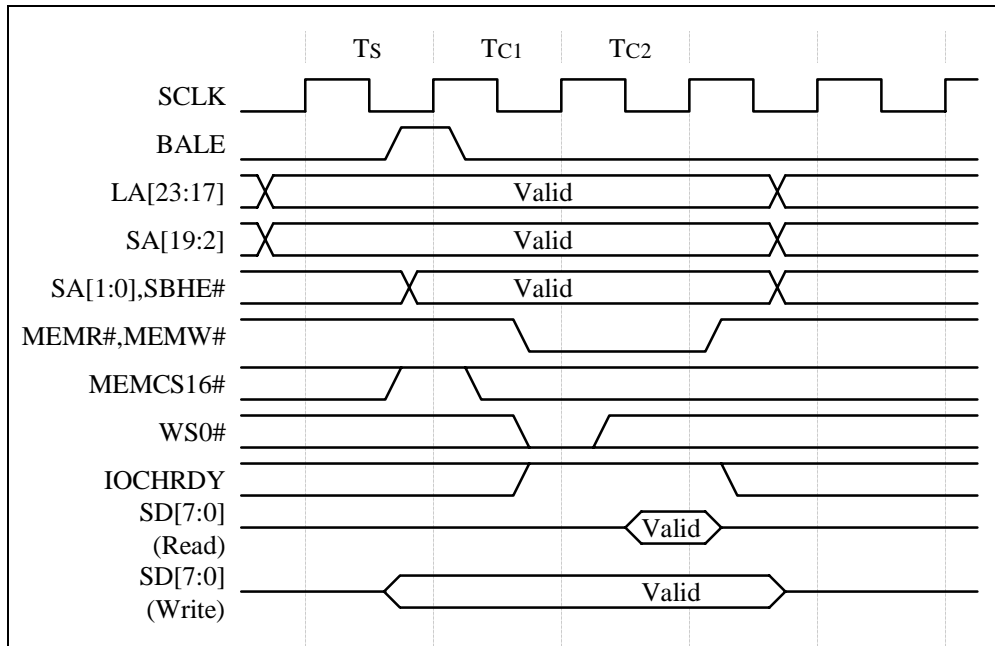 TS TC1 TC2
SCLK
BALE
LA[23:17] Valid
SA[19:2] Valid
SA[1:0],SBHE# Valid
MEMR#,MEMW#
MEMCS16#
WS0#
IOCHRDY
SD[7:0]
(Read) Valid
SD[7:0]
(Write) Valid